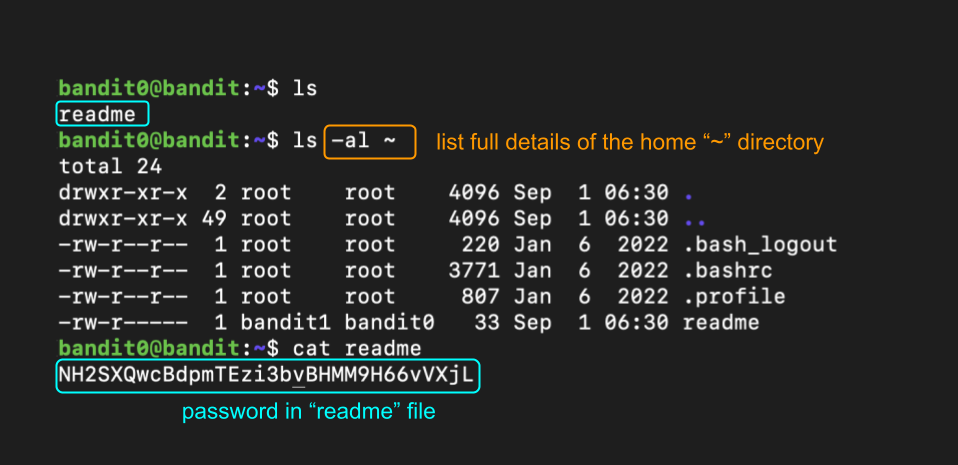 bandit0@bandit:~$ ls
readme
bandit0@bandit:~$ ls -al ~ list full details of the home “~” directory
total 24
drwxr-xr-x 2 root root 4096 Sep 1 06:30 .
drwxr-xr-x 49 root root 4096 Sep 1 06:30 ..
-rw-r--r-- 1 root root 220 Jan 6 2022 .bash_logout
-rw-r--r-- 1 root root 3771 Jan 6 2022 .bashrc
-rw-r--r-- 1 root root 807 Jan 6 2022 .profile
-rw-r----- 1 bandit1 bandit0 33 Sep 1 06:30 readme
bandit0@bandit:~$ cat readme
NH2SXQwcBdpmTEzi3bvBHMM9H66vVXjL
password in “readme” file